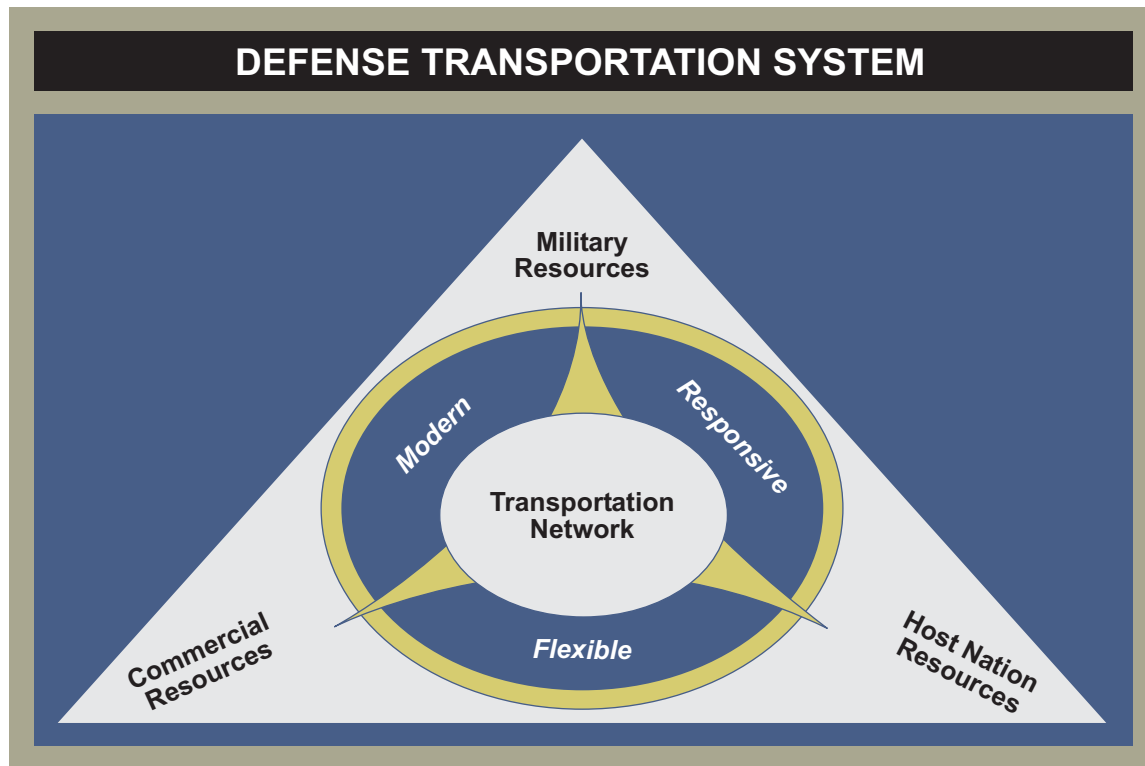 DEFENSE TRANSPORTATION SYSTEM
Military
Resources
Modern
Responsive
Transportation
Network
Flexible
Commercial
Resources
Host Nation
Resources